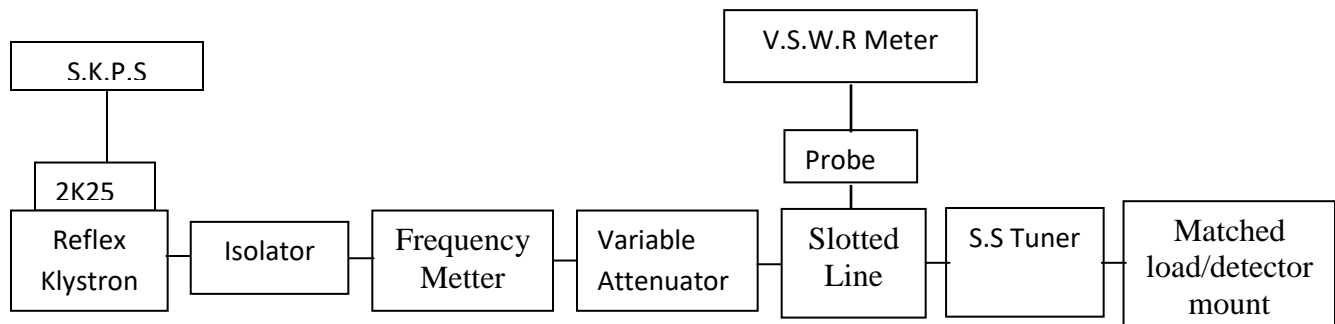 S.K.P.S
V.S.W.R Meter
Probe
2K25
Reflex
Klystron
Isolator
Frequency
Metter
Variable
Attenuator
Slotted
Line
S.S Tuner
Matched
load/detector
mount